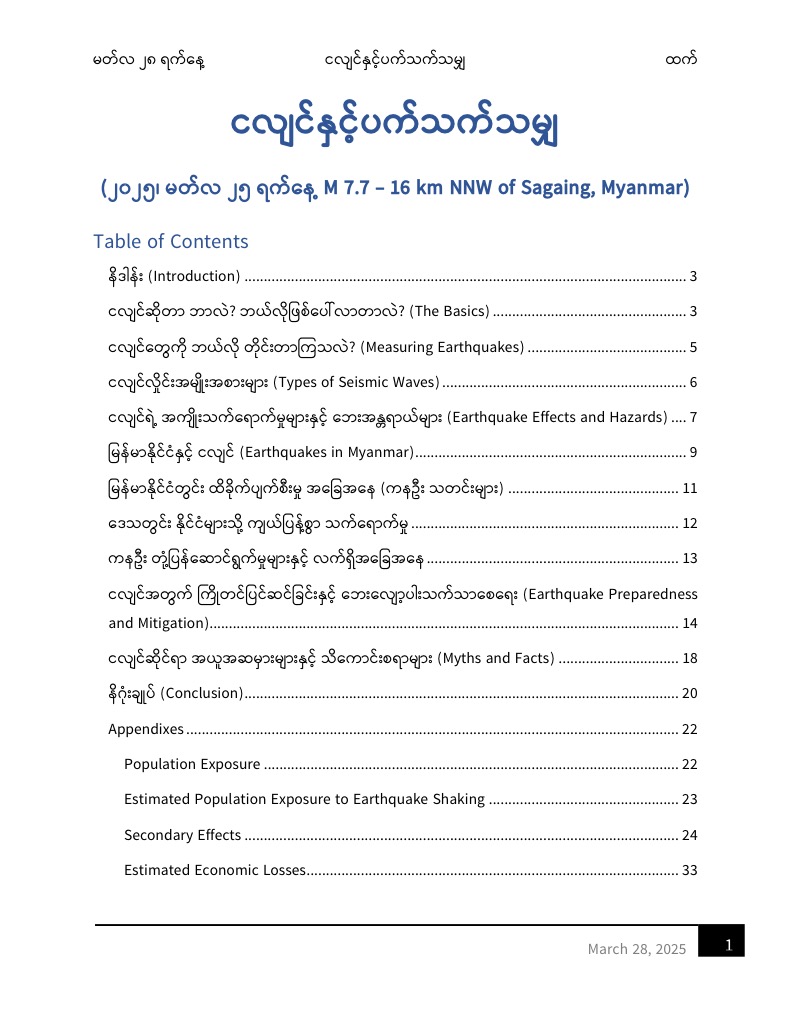 မတ်လ ၂၈ ရက်နေ့ ငလျင်နှင့်ပက်သက်သမျှ ထက်
ငလျင်နှင့်ပက်သက်သမျှ
(၂၀၂၅၊ မတ်လ ၂၅ ရက်နေ့ M 7.7 – 16 km NNW of Sagaing, Myanmar)
Table of Contents
နိဒါန်း (Introduction) ........ 3
ငလျင်ဆိုတာ ဘာလဲ? ဘယ်လိုဖြစ်ပေါ်လာတာလဲ? (The Basics) ........ 3
ငလျင်တွေကို ဘယ်လို တိုင်းတာကြသလဲ? (Measuring Earthquakes) ........ 5
ငလျင်လှိုင်းအမျိုးအစားများ (Types of Seismic Waves) ........ 6
ငလျင်ရဲ့ အကျိုးသက်ရောက်မှုများနှင့် ဘေးအန္တရာယ်များ (Earthquake Effects and Hazards) .... 7
မြန်မာနိုင်ငံနှင့် ငလျင် (Earthquakes in Myanmar) ........ 9
မြန်မာနိုင်ငံတွင်း ထိခိုက်ပျက်စီးမှု အခြေအနေ (ကနဦး သတင်းများ) ........ 11
ဒေသတွင်း နိုင်ငံများသို့ ကျယ်ပြန့်စွာ သက်ရောက်မှု ........ 12
ကနဦး တုံ့ပြန်ဆောင်ရွက်မှုများနှင့် လက်ရှိအခြေအနေ ........ 13
ငလျင်အတွက် ကြိုတင်ပြင်ဆင်ခြင်းနှင့် ဘေးလျော့ပါးသက်သာစေရေး (Earthquake Preparedness
and Mitigation) ........ 14
ငလျင်ဆိုင်ရာ အယူအဆမှားများနှင့် သိကောင်းစရာများ (Myths and Facts) ........ 18
နိဂုံးချုပ် (Conclusion) ........ 20
Appendixes ........ 22
Population Exposure ........ 22
Estimated Population Exposure to Earthquake Shaking ........ 23
Secondary Effects ........ 24
Estimated Economic Losses ........ 33
March 28, 2025 1